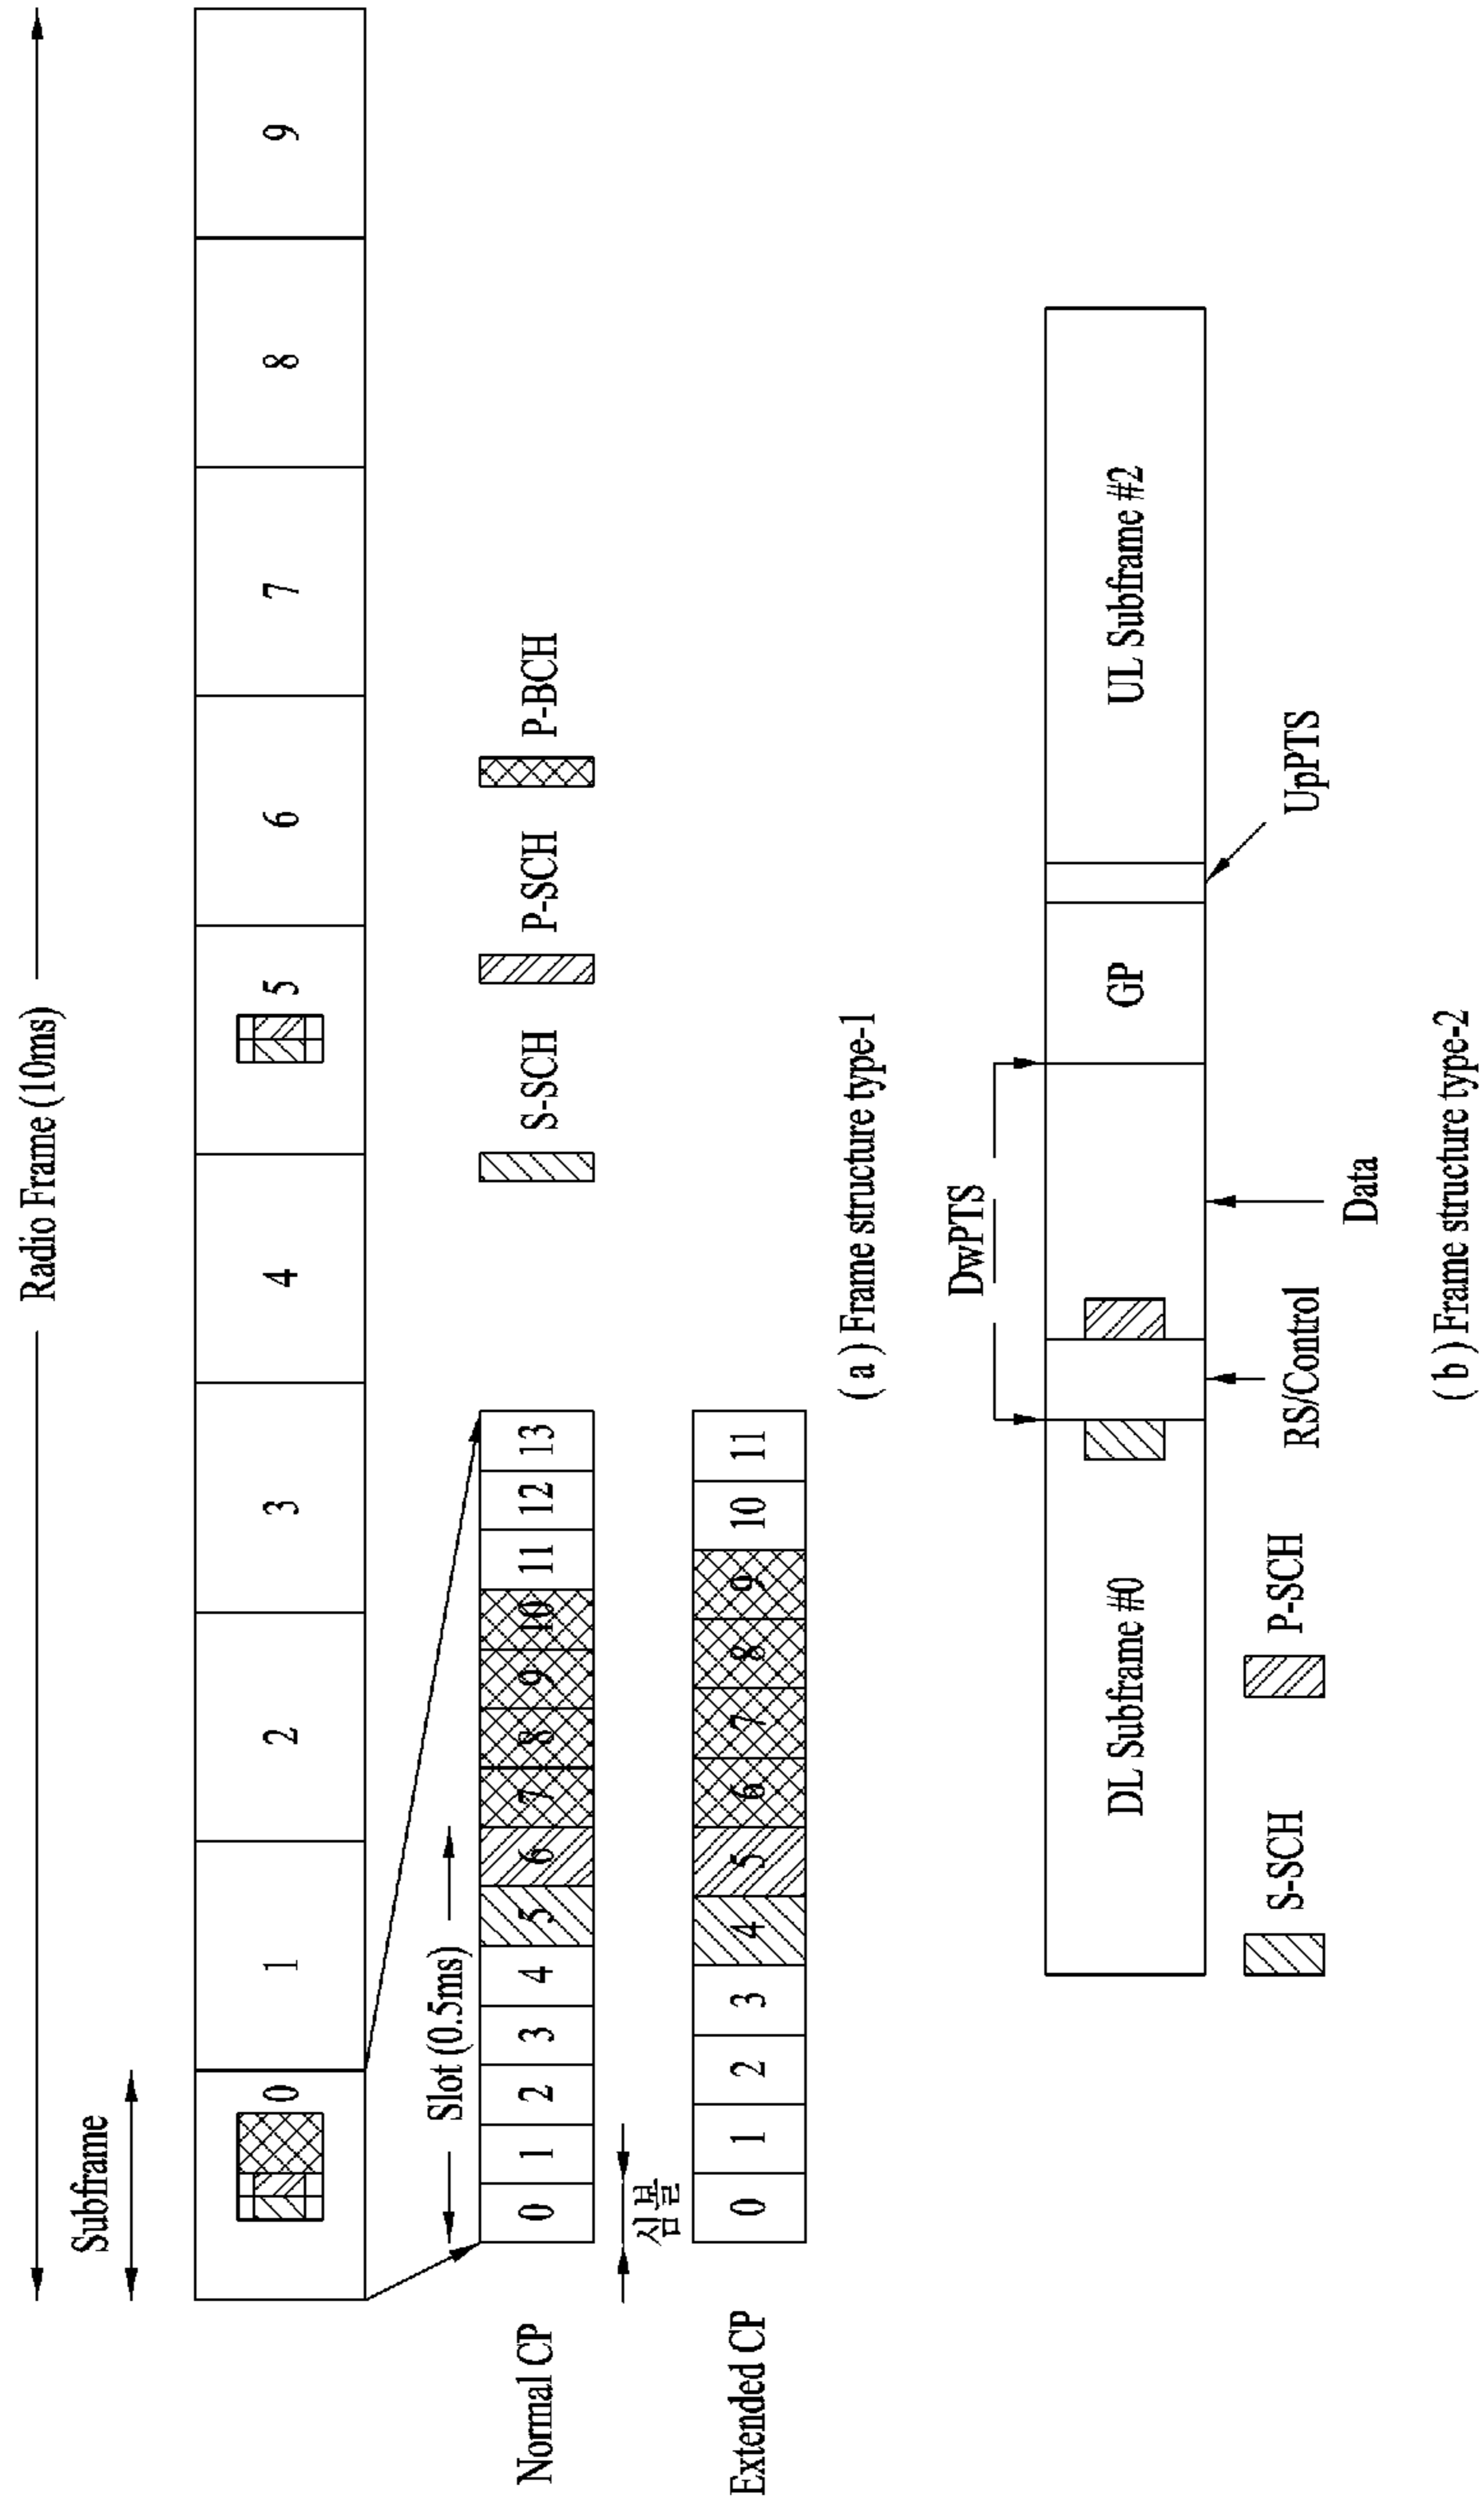 Radio Frame (10ms)
Subframe
0 1 2 3 4 5 6 7 8 9
Slot (0.5ms)
Normal CP
0 1 2 3 4 5 6 7 8 9 10 11 12 13
S-SCH P-SCH P-BCH
심볼
Extended CP
0 1 2 3 4 5 6 7 8 9 10 11
( a ) Frame structure type-1
DwPTS
DL Subframe #0 GP UL Subframe #2
S-SCH P-SCH RS/Control UpPTS
Data
( b ) Frame structure type-2